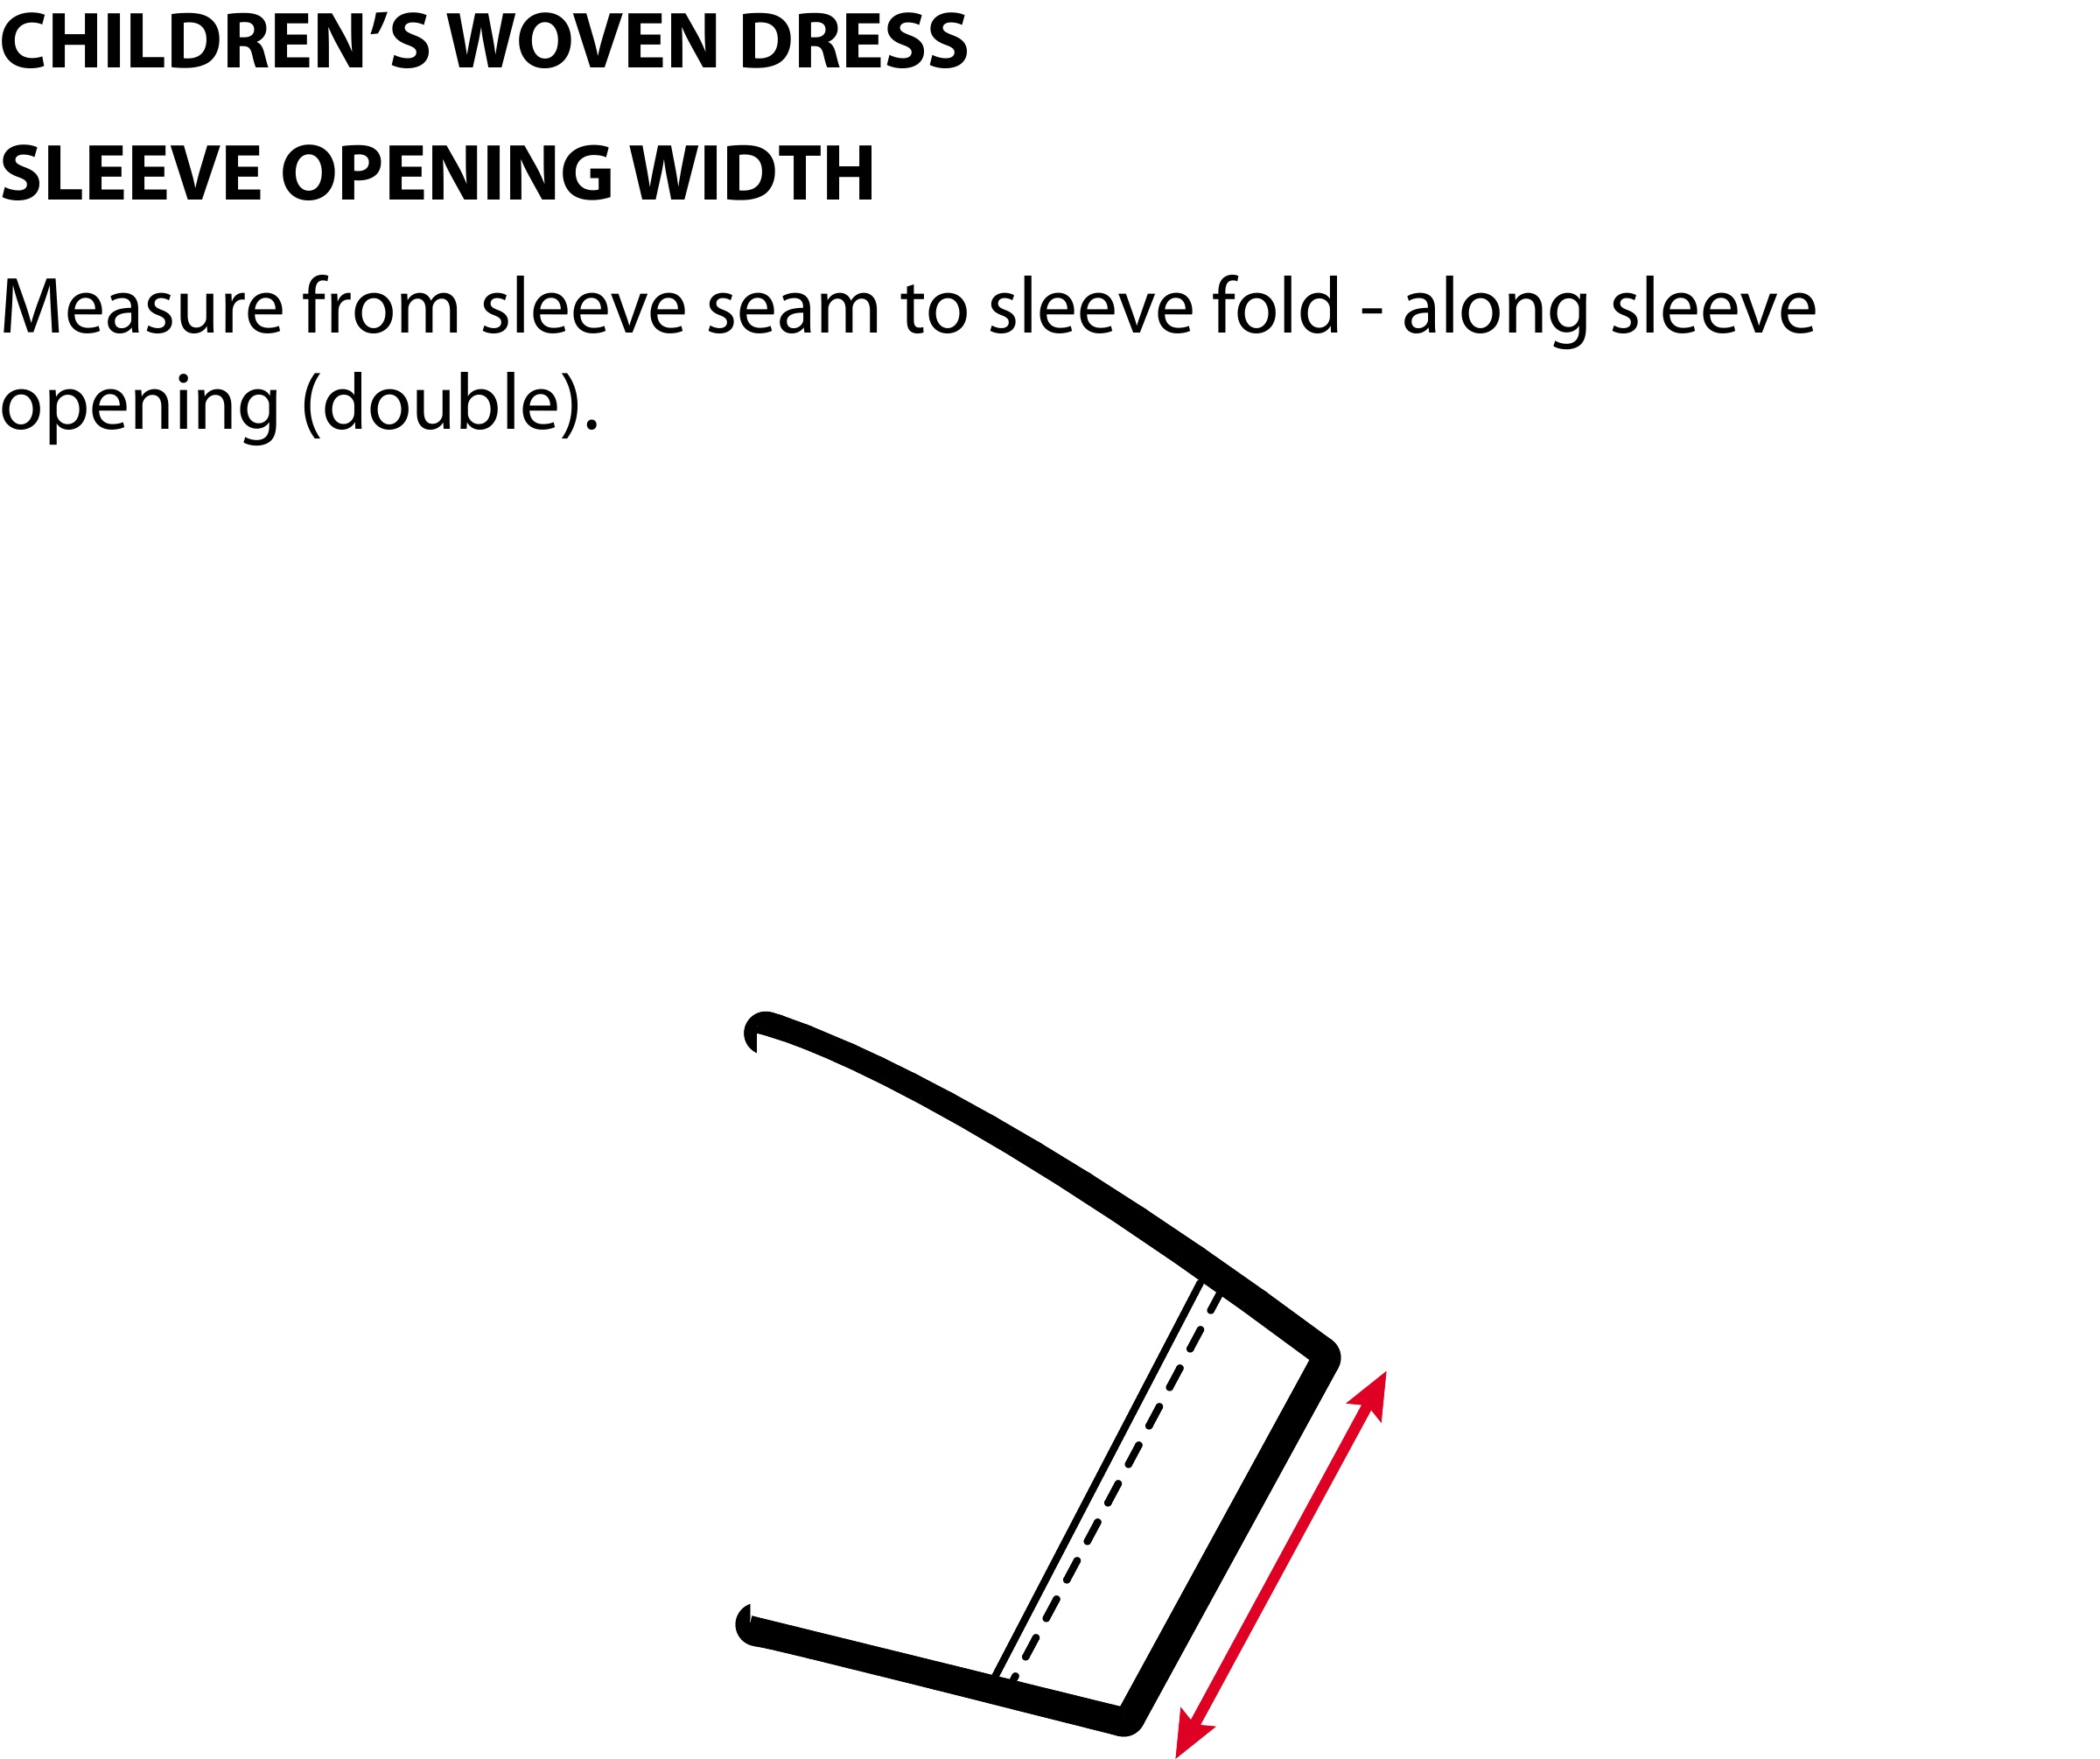 CHILDREN’S WOVEN DRESS
SLEEVE OPENING WIDTH
Measure from sleeve seam to sleeve fold - along sleeve
opening (double).